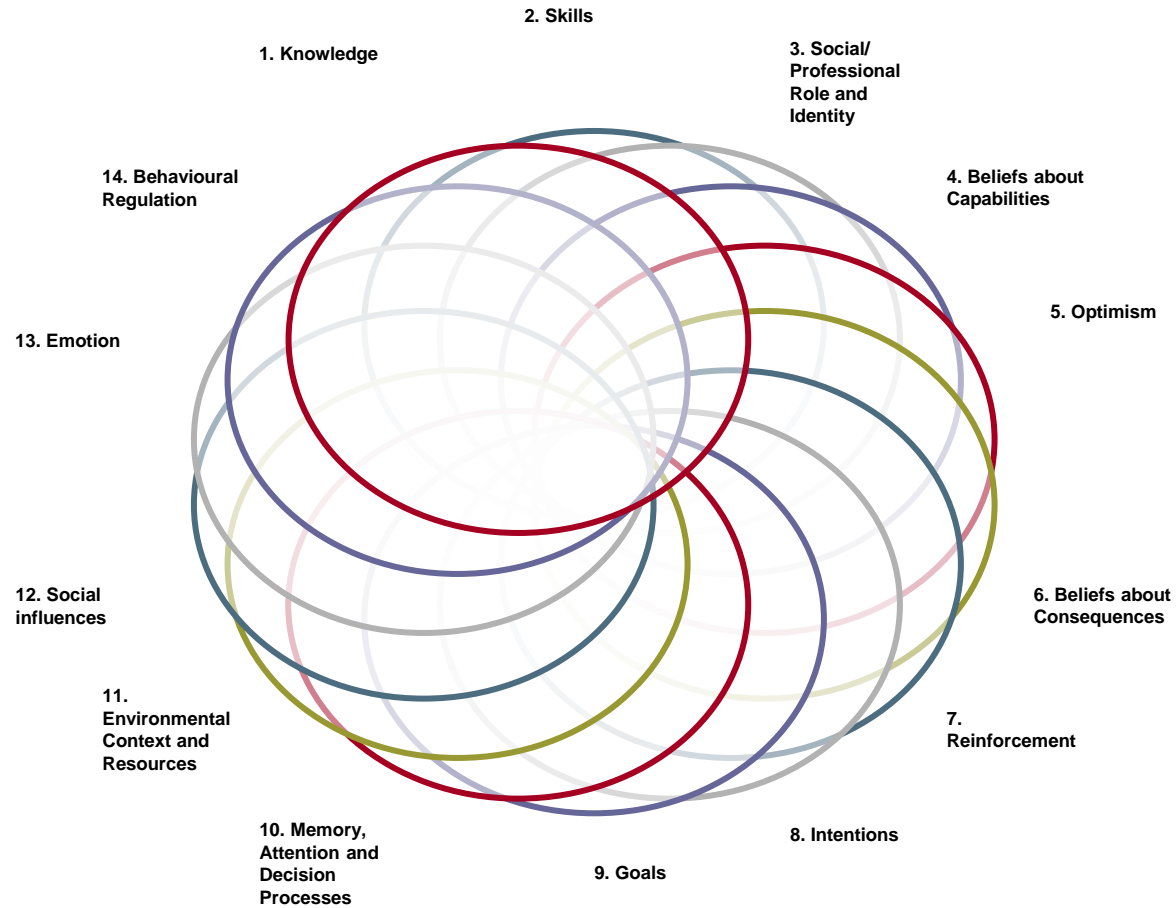 2. Skills
1. Knowledge
3. Social/
Professional
Role and
Identity
14. Behavioural
Regulation
4. Beliefs about
Capabilities
5. Optimism
13. Emotion
12. Social
influences
6. Beliefs about
Consequences
11.
Environmental
Context and
Resources
7.
Reinforcement
10. Memory,
Attention and
Decision
Processes
8. Intentions
9. Goals